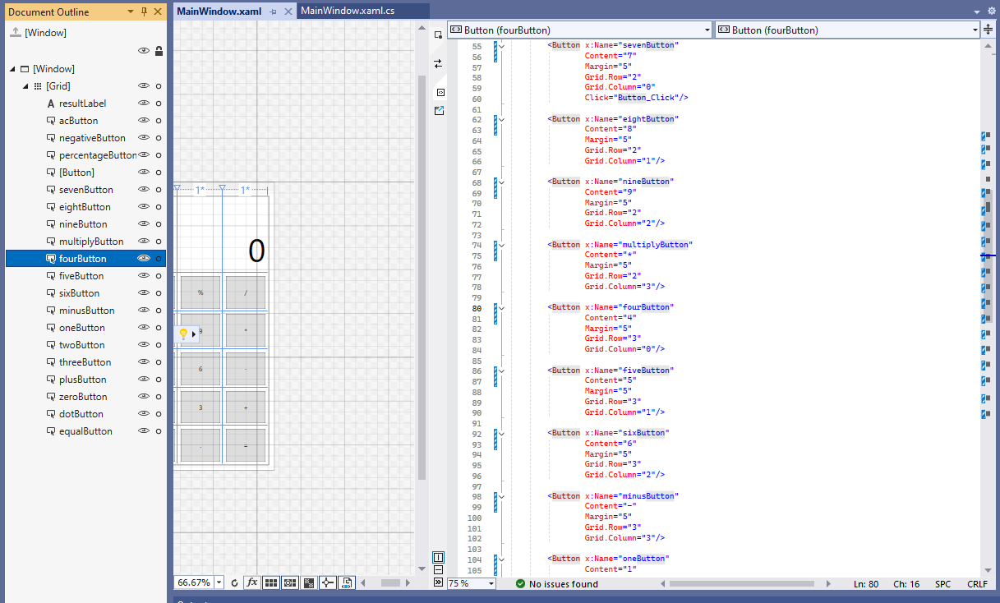 Document Outline
[Window]
[Window]
[Grid]
resultLabel
acButton
negativeButton
percentageButton
[Button]
sevenButton
eightButton
nineButton
multiplyButton
fourButton
fiveButton
sixButton
minusButton
oneButton
twoButton
threeButton
plusButton
zeroButton
dotButton
equalButton
MainWindow.xaml
MainWindow.xaml.cs
1* 1*
0
% /
9 *
6 -
3 +
. =
66.67%
fx
Button (fourButton)
Button (fourButton)
55 <Button x:Name="sevenButton"
56 Content="7"
57 Margin="5"
58 Grid.Row="2"
59 Grid.Column="0"
60 Click="Button_Click"/>
61
62 <Button x:Name="eightButton"
63 Content="8"
64 Margin="5"
65 Grid.Row="2"
66 Grid.Column="1"/>
67
68 <Button x:Name="nineButton"
69 Content="9"
70 Margin="5"
71 Grid.Row="2"
72 Grid.Column="2"/>
73
74 <Button x:Name="multiplyButton"
75 Content="*"
76 Margin="5"
77 Grid.Row="2"
78 Grid.Column="3"/>
79
80 <Button x:Name="fourButton"
81 Content="4"
82 Margin="5"
83 Grid.Row="3"
84 Grid.Column="0"/>
85
86 <Button x:Name="fiveButton"
87 Content="5"
88 Margin="5"
89 Grid.Row="3"
90 Grid.Column="1"/>
91
92 <Button x:Name="sixButton"
93 Content="6"
94 Margin="5"
95 Grid.Row="3"
96 Grid.Column="2"/>
97
98 <Button x:Name="minusButton"
99 Content="-"
100 Margin="5"
101 Grid.Row="3"
102 Grid.Column="3"/>
103
104 <Button x:Name="oneButton"
105 Content="1"
75 %
No issues found
Ln: 80 Ch: 16 SPC CRLF